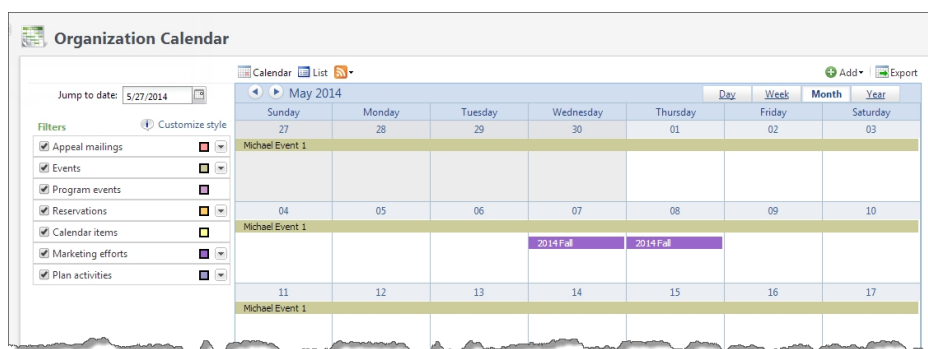 Organization Calendar
Calendar List
Add Export
Jump to date: 5/27/2014
May 2014
Day Week Month Year
Filters Customize style
Appeal mailings
Events
Program events
Reservations
Calendar items
Marketing efforts
Plan activities
Sunday Monday Tuesday Wednesday Thursday Friday Saturday
27 28 29 30 01 02 03
Michael Event 1
04 05 06 07 08 09 10
Michael Event 1
2014 Fall 2014 Fall
11 12 13 14 15 16 17
Michael Event 1